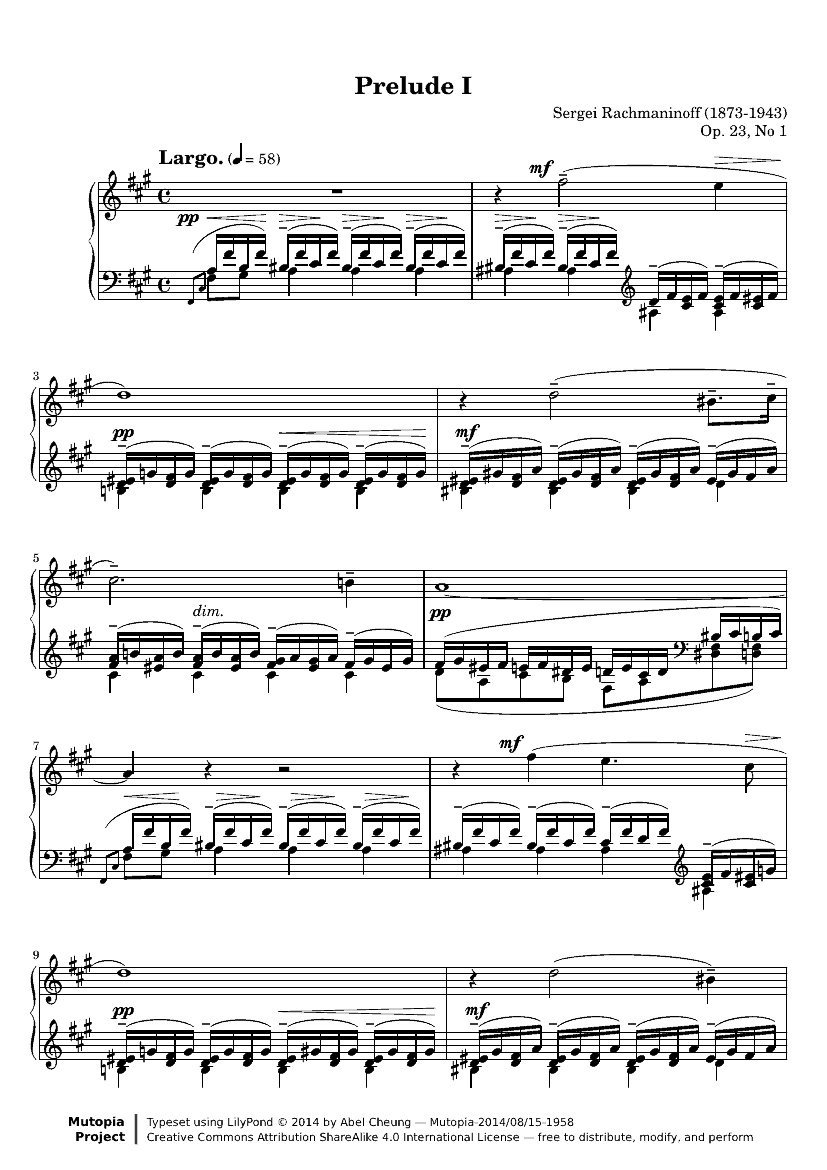 Prelude I
Sergei Rachmaninoff (1873-1943)
Op. 23, No 1
Largo. (♩ = 58)
mf
pp
3
pp
mf
5
dim.
pp
7
mf
9
pp
mf
Mutopia Project
Typeset using LilyPond © 2014 by Abel Cheung — Mutopia-2014/08/15-1958
Creative Commons Attribution ShareAlike 4.0 International License — free to distribute, modify, and perform